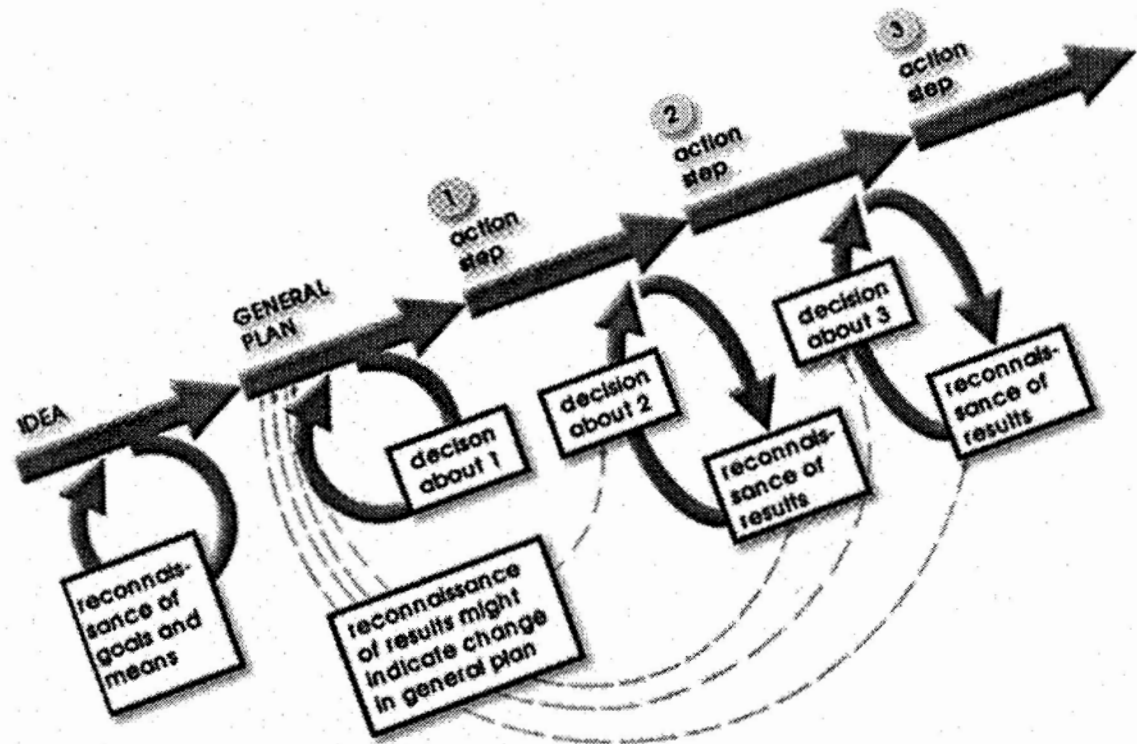 IDEA
reconnais-
sance of
goals and
means
GENERAL
PLAN
decison
about 1
reconnaissance
of results might
indicate change
in general plan
1
action
step
decision
about 2
reconnais-
sance of
results
2
action
step
decision
about 3
reconnais-
sance of
results
3
action
step